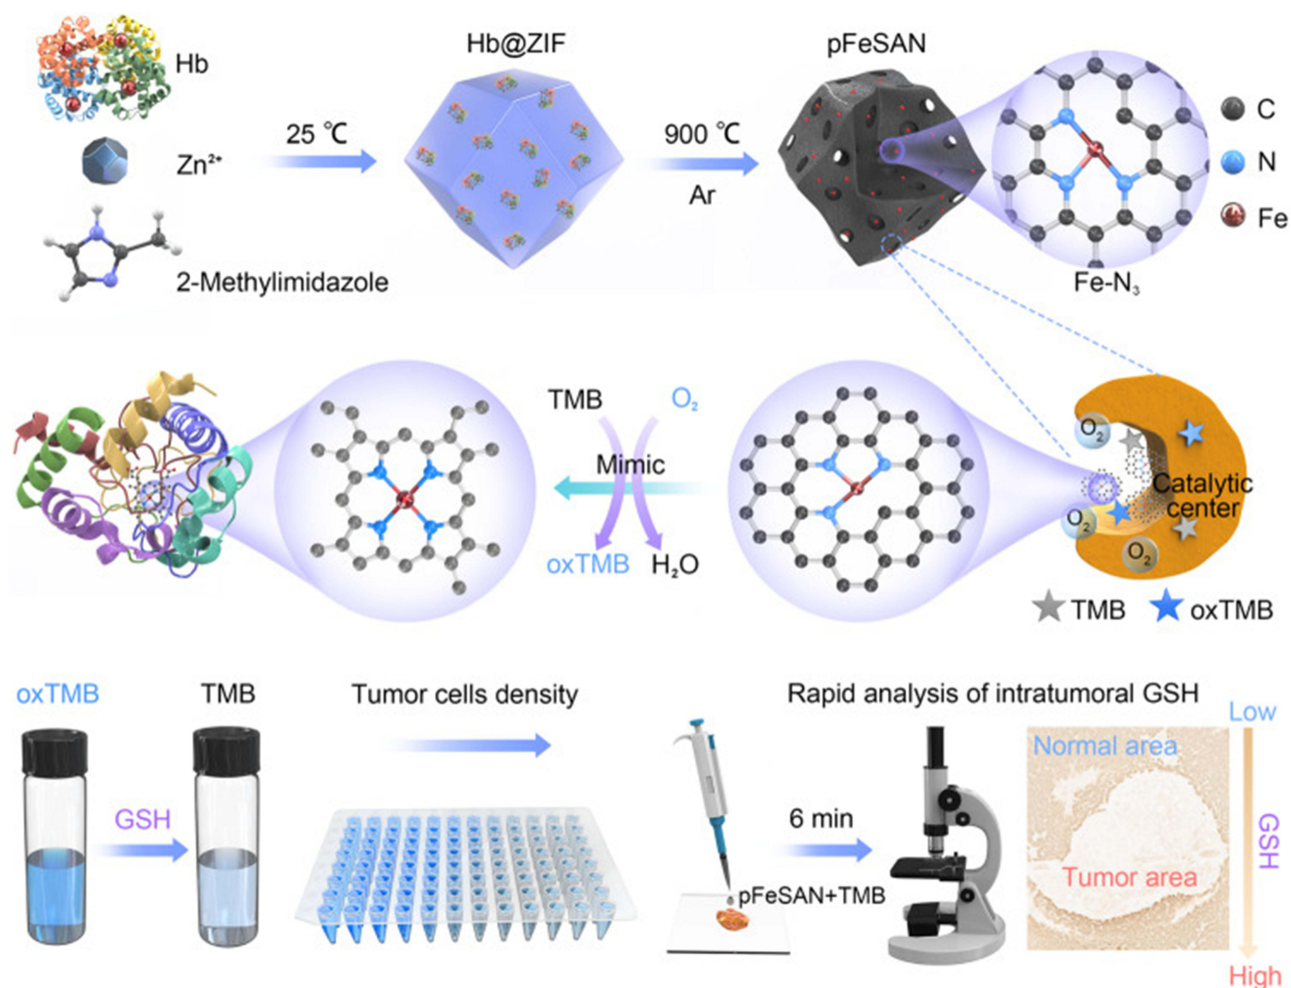 Hb
Zn²⁺
2-Methylimidazole
25 ℃
Hb@ZIF
900 ℃
Ar
pFeSAN
Fe-N₃
C
N
Fe
TMB
O₂
Mimic
oxTMB
H₂O
O₂
O₂
O₂
Catalytic
center
TMB
oxTMB
oxTMB
GSH
TMB
Tumor cells density
Rapid analysis of intratumoral GSH
pFeSAN+TMB
6 min
Normal area
Tumor area
Low
GSH
High